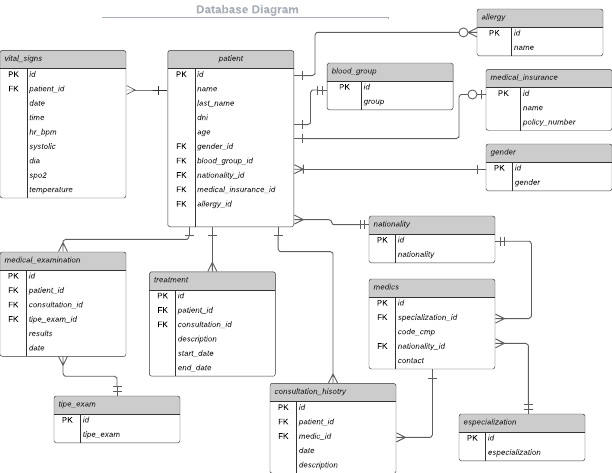 Database Diagram
allergy
PK id
name
vital_signs
PK id
FK patient_id
date
time
hr_bpm
systolic
dia
spo2
temperature
patient
PK id
name
last_name
dni
age
FK gender_id
FK blood_group_id
FK nationality_id
FK medical_insurance_id
FK allergy_id
blood_group
PK id
group
medical_insurance
PK id
name
policy_number
gender
PK id
gender
nationality
PK id
nationality
medical_examination
PK id
FK patient_id
FK consultation_id
FK tipe_exam_id
results
date
treatment
PK id
FK patient_id
FK consultation_id
description
start_date
end_date
medics
PK id
FK specialization_id
code_cmp
FK nationality_id
contact
tipe_exam
PK id
tipe_exam
consultation_hisotry
PK id
FK patient_id
FK medic_id
date
description
especialization
PK id
especialization